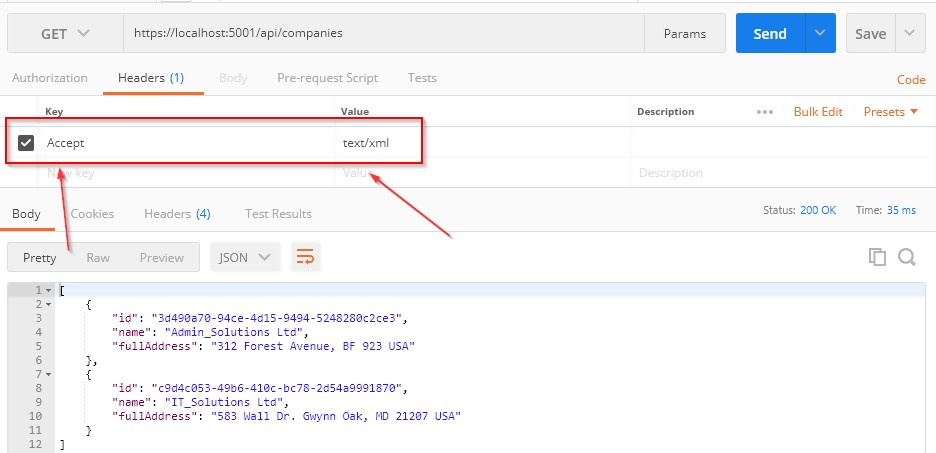 GET https://localhost:5001/api/companies Params Send Save
Authorization Headers (1) Body Pre-request Script Tests Code
Key Value Description ••• Bulk Edit Presets
Accept text/xml
New key Value Description
Body Cookies Headers (4) Test Results Status: 200 OK Time: 35 ms
Pretty Raw Preview JSON
1 [
2 {
3 "id": "3d490a70-94ce-4d15-9494-5248280c2ce3",
4 "name": "Admin_Solutions Ltd",
5 "fullAddress": "312 Forest Avenue, BF 923 USA"
6 },
7 {
8 "id": "c9d4c053-49b6-410c-bc78-2d54a9991870",
9 "name": "IT_Solutions Ltd",
10 "fullAddress": "583 Wall Dr. Gwynn Oak, MD 21207 USA"
11 }
12 ]